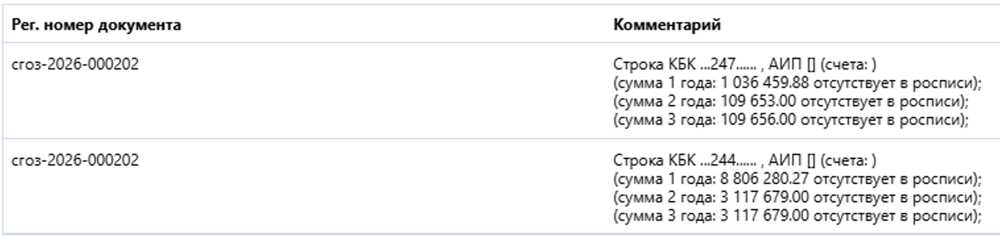 Рег. номер документа
Комментарий
сгоз-2026-000202
Строка КБК ...247...... , АИП [] (счета: )
(сумма 1 года: 1 036 459.88 отсутствует в росписи);
(сумма 2 года: 109 653.00 отсутствует в росписи);
(сумма 3 года: 109 656.00 отсутствует в росписи);
сгоз-2026-000202
Строка КБК ...244...... , АИП [] (счета: )
(сумма 1 года: 8 806 280.27 отсутствует в росписи);
(сумма 2 года: 3 117 679.00 отсутствует в росписи);
(сумма 3 года: 3 117 679.00 отсутствует в росписи);